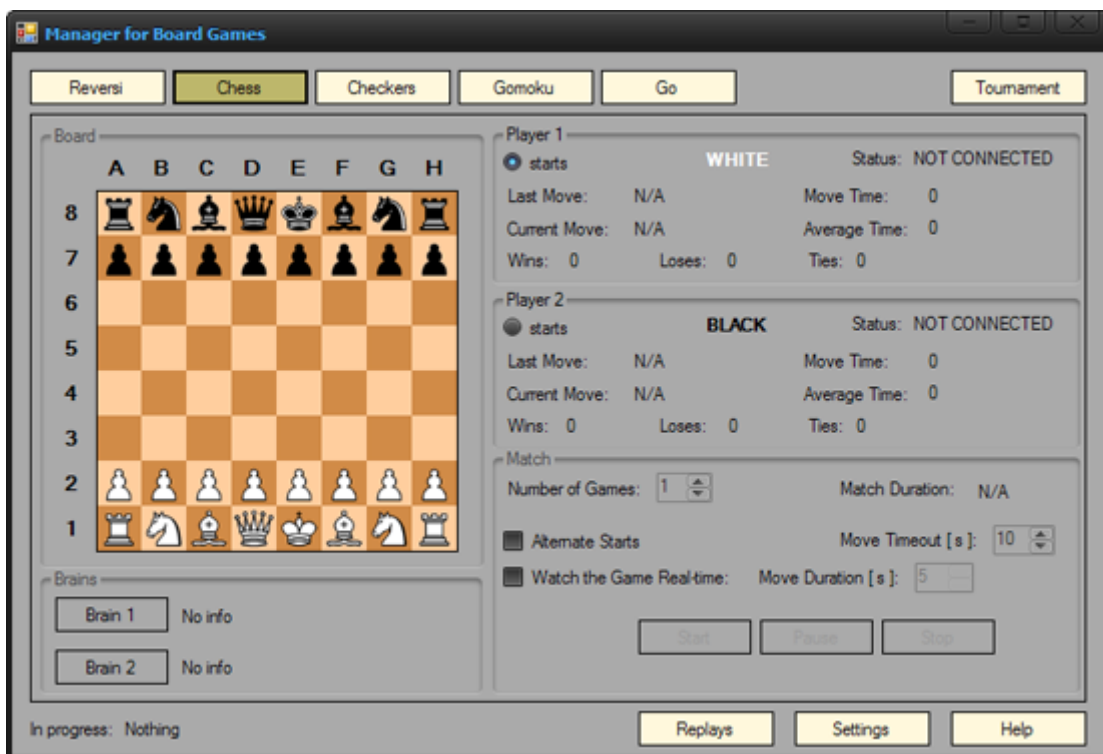 Manager for Board Games
Reversi Chess Checkers Gomoku Go Tournament
Board
A B C D E F G H
8
7
6
5
4
3
2
1
Brains
Brain 1 No info
Brain 2 No info
Player 1
starts WHITE Status: NOT CONNECTED
Last Move: N/A Move Time: 0
Current Move: N/A Average Time: 0
Wins: 0 Loses: 0 Ties: 0
Player 2
starts BLACK Status: NOT CONNECTED
Last Move: N/A Move Time: 0
Current Move: N/A Average Time: 0
Wins: 0 Loses: 0 Ties: 0
Match
Number of Games: 1 Match Duration: N/A
Alternate Starts Move Timeout [ s ]: 10
Watch the Game Real-time: Move Duration [ s ]: 5
Start Pause Stop
In progress: Nothing Replays Settings Help